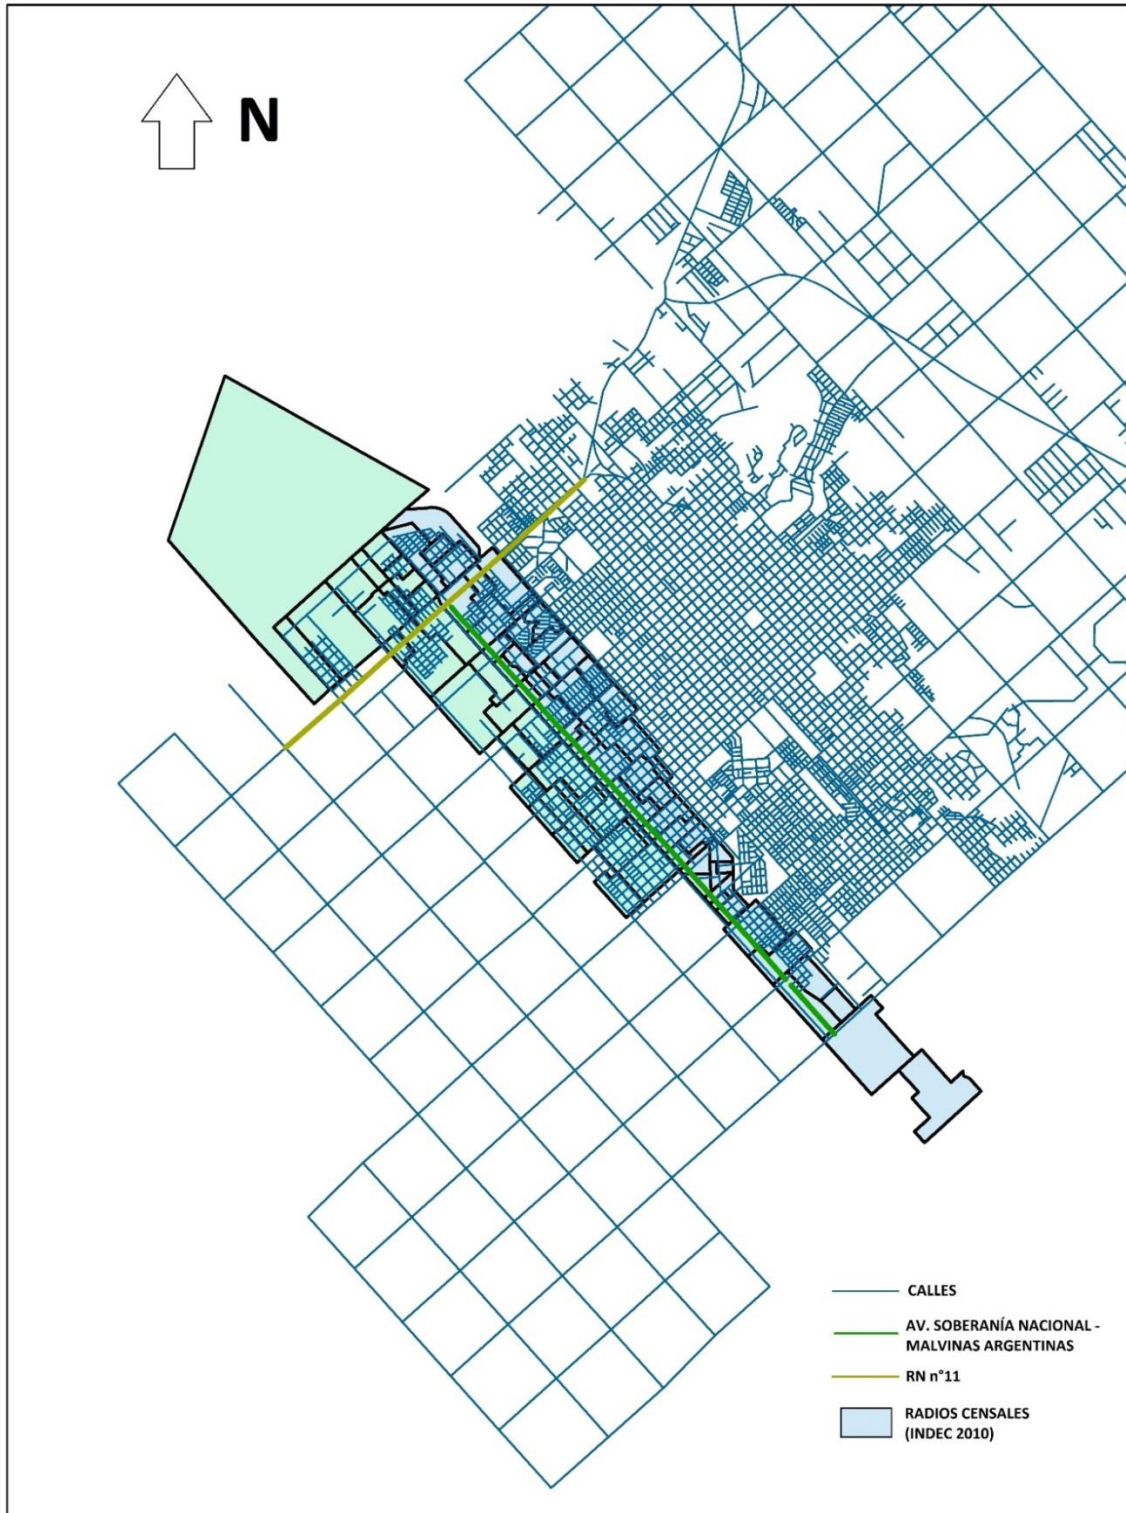 N
CALLES
AV. SOBERANÍA NACIONAL -
MALVINAS ARGENTINAS
RN n°11
RADIOS CENSALES
(INDEC 2010)